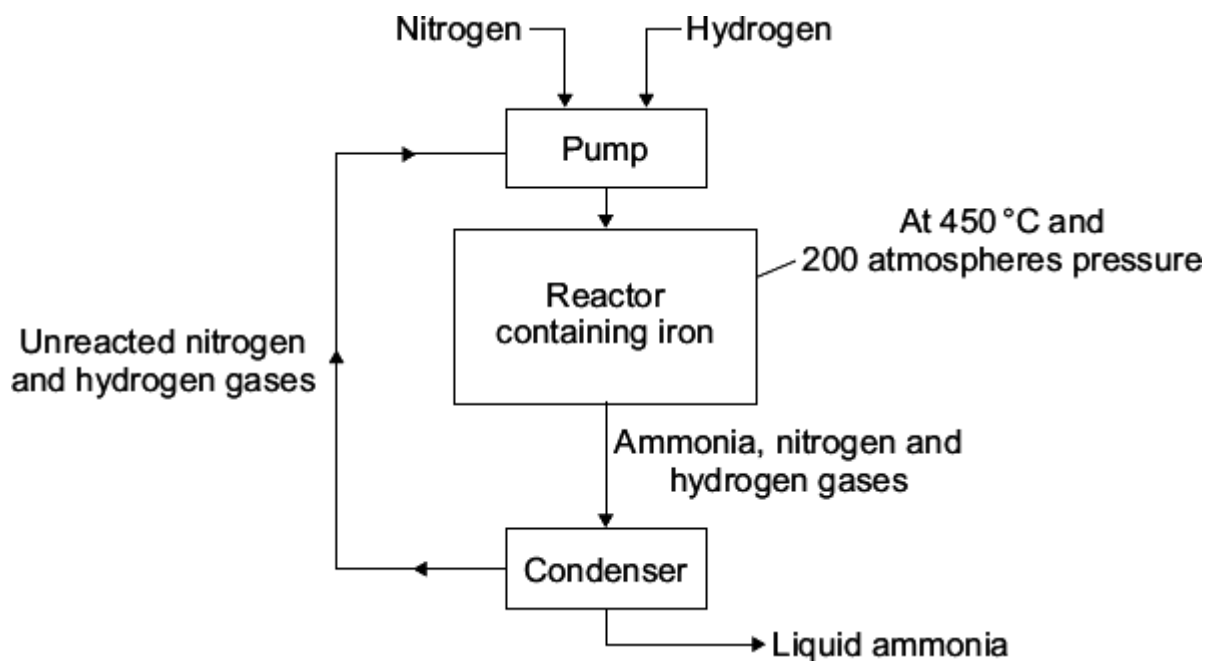 Nitrogen
Hydrogen
Pump
At 450 °C and
200 atmospheres pressure
Reactor
containing iron
Unreacted nitrogen
and hydrogen gases
Ammonia, nitrogen and
hydrogen gases
Condenser
Liquid ammonia